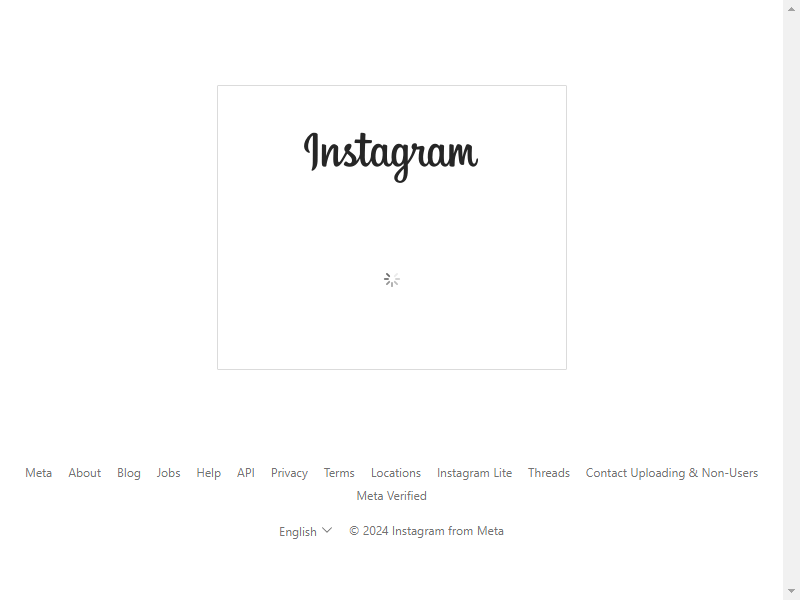 Instagram
Meta About Blog Jobs Help API Privacy Terms Locations Instagram Lite Threads Contact Uploading & Non-Users
Meta Verified
English © 2024 Instagram from Meta